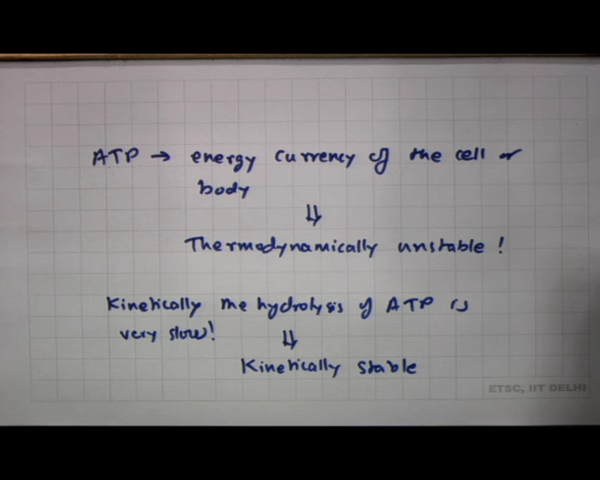 ATP → energy currency of the cell or
body
⇓
Thermodynamically unstable !
Kinetically the hydrolysis of ATP is
very slow!
⇓
Kinetically stable
ETSC, IIT DELHI